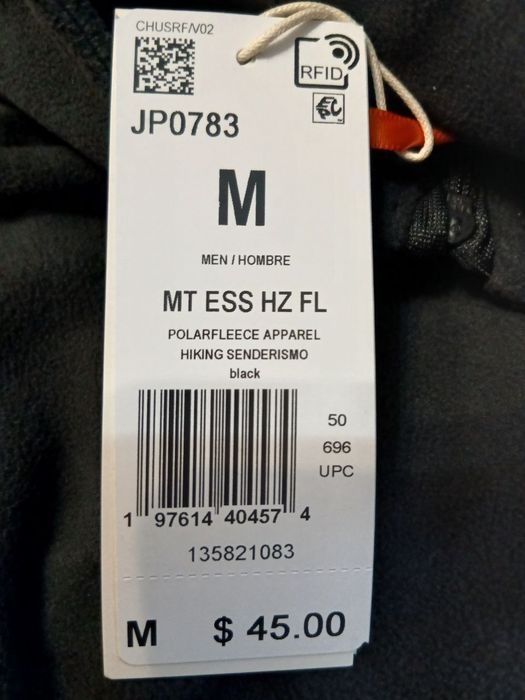 CHUSRF/V02
RFID
EPC
JP0783
M
MEN / HOMBRE
MT ESS HZ FL
POLARFLEECE APPAREL
HIKING SENDERISMO
black
50
696
UPC
1 97614 40457 4
135821083
M $ 45.00